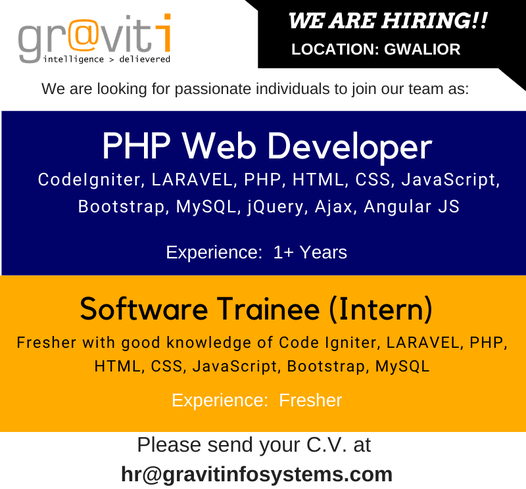 gr@viti
intelligence > delievered
WE ARE HIRING!!
LOCATION: GWALIOR
We are looking for passionate individuals to join our team as:
PHP Web Developer
CodeIgniter, LARAVEL, PHP, HTML, CSS, JavaScript,
Bootstrap, MySQL, jQuery, Ajax, Angular JS
Experience: 1+ Years
Software Trainee (Intern)
Fresher with good knowledge of Code Igniter, LARAVEL, PHP,
HTML, CSS, JavaScript, Bootstrap, MySQL
Experience: Fresher
Please send your C.V. at
hr@gravitinfosystems.com